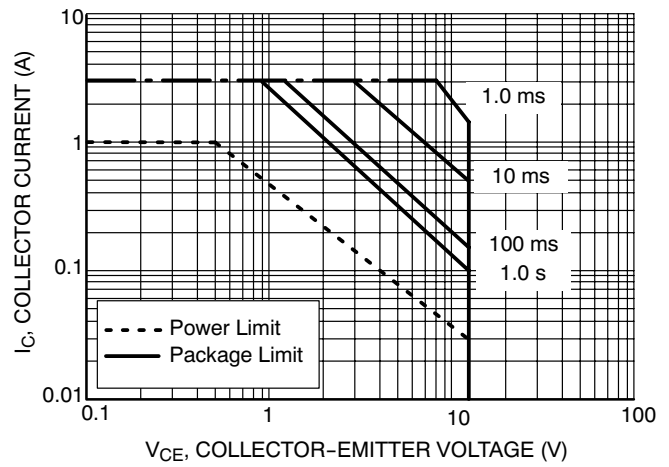 10
1
0.1
0.01
I_C, COLLECTOR CURRENT (A)
1.0 ms
10 ms
100 ms
1.0 s
Power Limit
Package Limit
0.1
1
10
100
V_CE, COLLECTOR-EMITTER VOLTAGE (V)